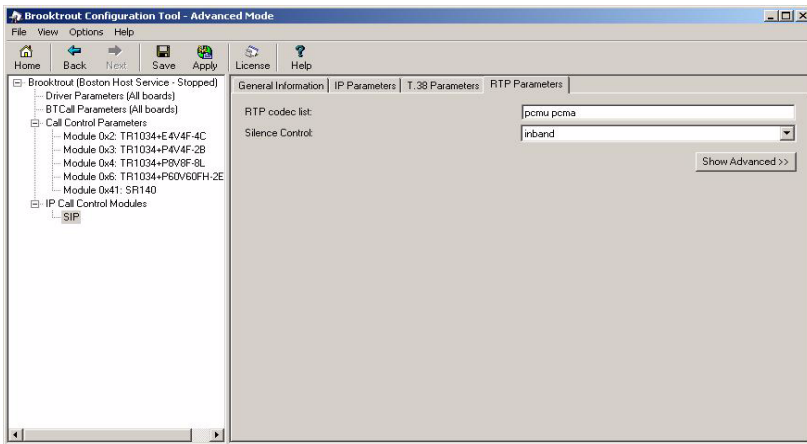 Brooktrout Configuration Tool - Advanced Mode
File View Options Help
Home Back Next Save Apply License Help
Brooktrout (Boston Host Service - Stopped)
Driver Parameters (All boards)
BTCall Parameters (All boards)
Call Control Parameters
Module 0x2: TR1034+E4V4F-4C
Module 0x3: TR1034+P4V4F-2B
Module 0x4: TR1034+P8V8F-8L
Module 0x6: TR1034+P60V60FH-2E
Module 0x41: SR140
IP Call Control Modules
SIP
General Information IP Parameters T.38 Parameters RTP Parameters
RTP codec list: pcmu pcma
Silence Control: inband
Show Advanced >>